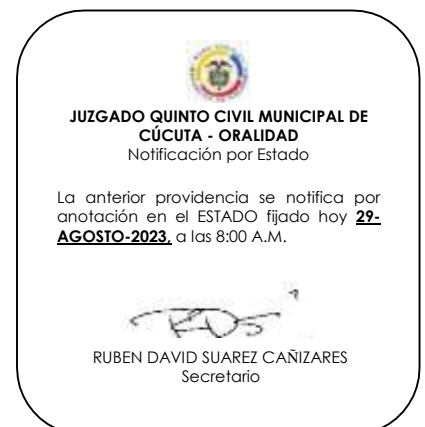 JUZGADO QUINTO CIVIL MUNICIPAL DE
CÚCUTA - ORALIDAD
Notificación por Estado
La anterior providencia se notifica por
anotación en el ESTADO fijado hoy 29-
AGOSTO-2023, a las 8:00 A.M.
RUBEN DAVID SUAREZ CAÑIZARES
Secretario